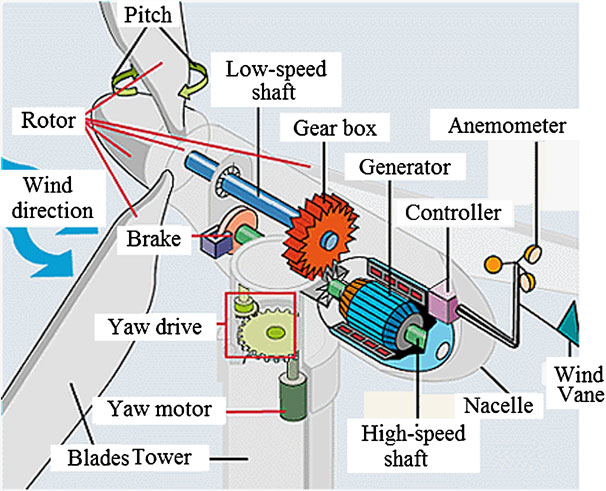 Pitch
Low-speed
shaft
Rotor
Gear box
Anemometer
Generator
Wind
direction
Controller
Brake
Yaw drive
Wind
Vane
Yaw motor
Nacelle
High-speed
shaft
Blades Tower